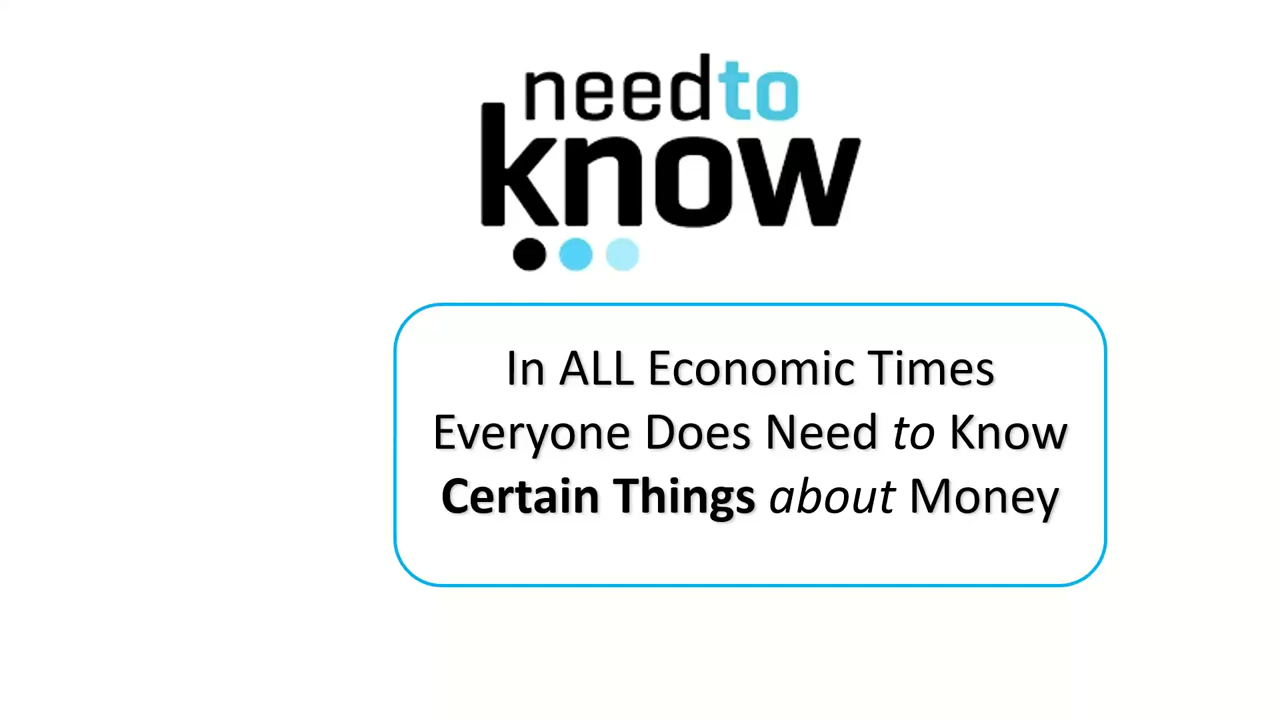 needto
know
In ALL Economic Times
Everyone Does Need to Know
Certain Things about Money